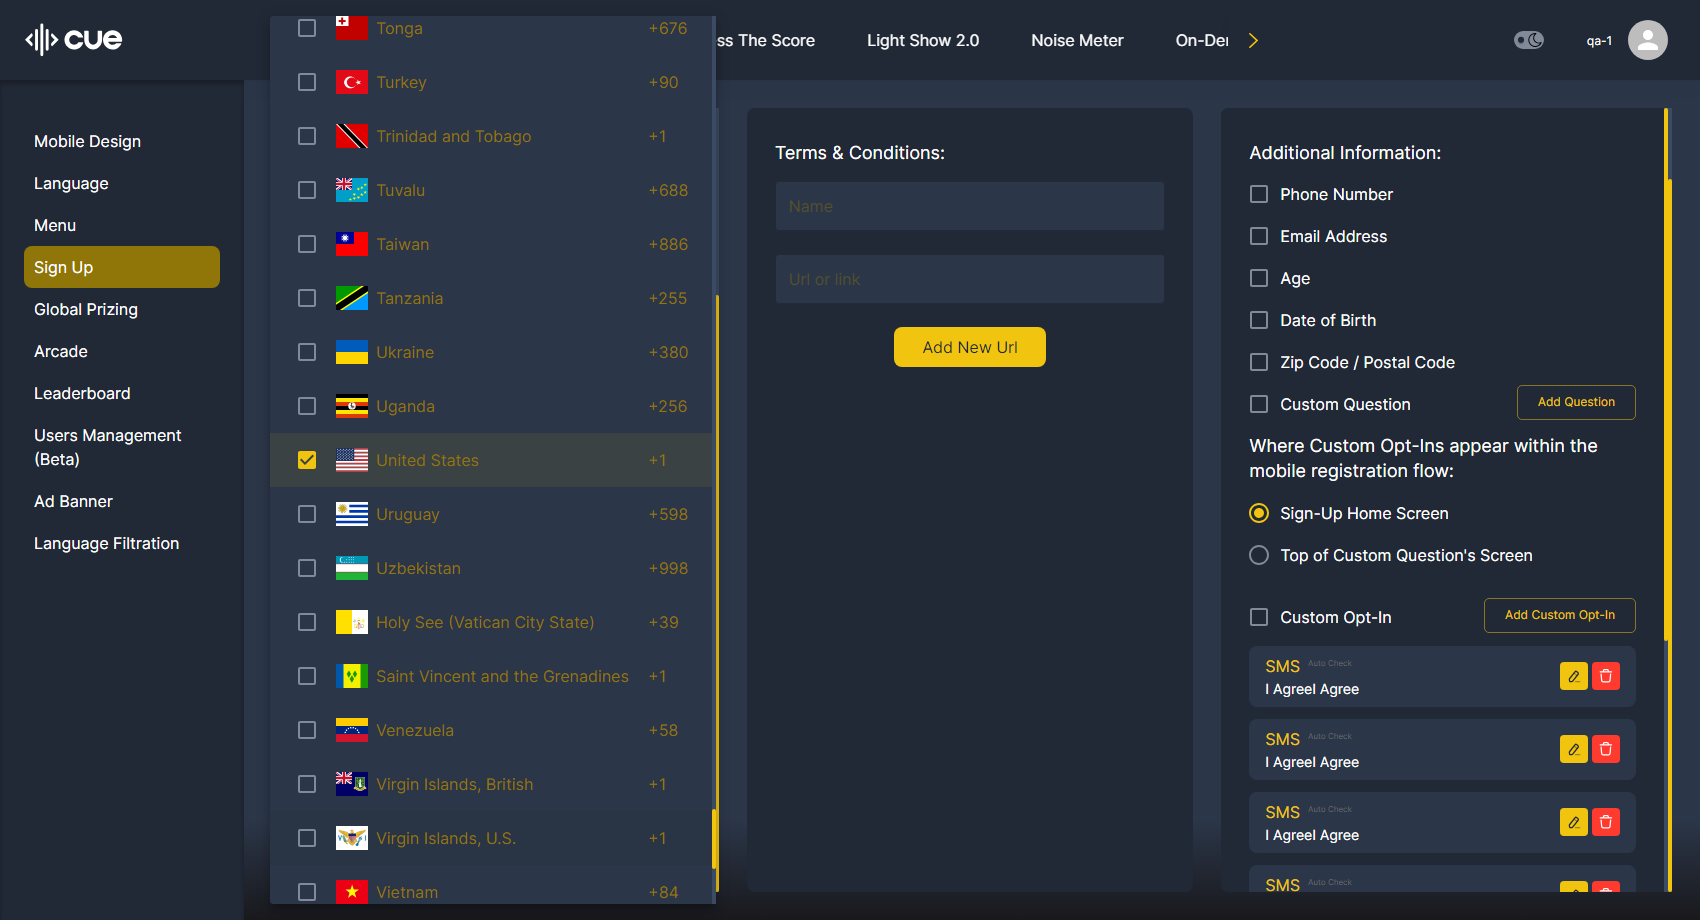 cue
ss The Score
Light Show 2.0
Noise Meter
On-De
qa-1
Mobile Design
Language
Menu
Sign Up
Global Prizing
Arcade
Leaderboard
Users Management
(Beta)
Ad Banner
Language Filtration
Tonga +676
Turkey +90
Trinidad and Tobago +1
Tuvalu +688
Taiwan +886
Tanzania +255
Ukraine +380
Uganda +256
United States +1
Uruguay +598
Uzbekistan +998
Holy See (Vatican City State) +39
Saint Vincent and the Grenadines +1
Venezuela +58
Virgin Islands, British +1
Virgin Islands, U.S. +1
Vietnam +84
Terms & Conditions:
Name
Url or link
Add New Url
Additional Information:
Phone Number
Email Address
Age
Date of Birth
Zip Code / Postal Code
Custom Question
Add Question
Where Custom Opt-Ins appear within the
mobile registration flow:
Sign-Up Home Screen
Top of Custom Question's Screen
Custom Opt-In
Add Custom Opt-In
SMS Auto Check
I AgreeI Agree
SMS Auto Check
I AgreeI Agree
SMS Auto Check
I AgreeI Agree
SMS Auto Check